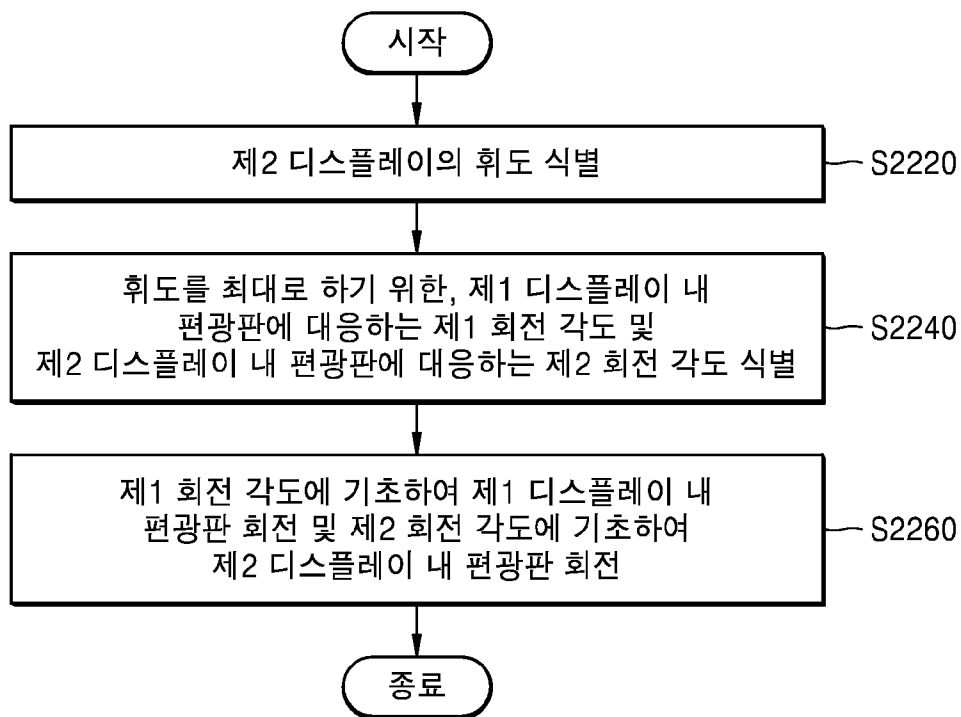 시작
제2 디스플레이의 휘도 식별
S2220
휘도를 최대로 하기 위한, 제1 디스플레이 내
편광판에 대응하는 제1 회전 각도 및
제2 디스플레이 내 편광판에 대응하는 제2 회전 각도 식별
S2240
제1 회전 각도에 기초하여 제1 디스플레이 내
편광판 회전 및 제2 회전 각도에 기초하여
제2 디스플레이 내 편광판 회전
S2260
종료